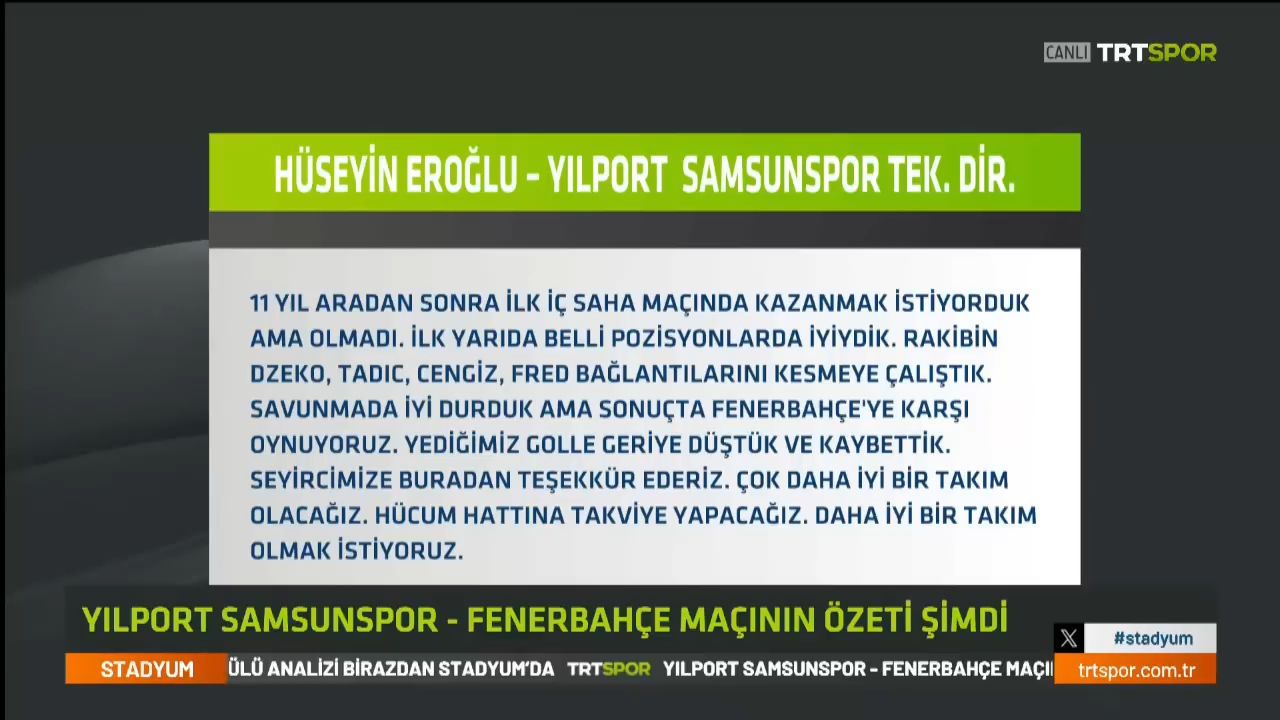 CANLI TRTSPOR
HÜSEYİN EROĞLU – YILPORT SAMSUNSPOR TEK. DİR.
11 YIL ARADAN SONRA İLK İÇ SAHA MAÇINDA KAZANMAK İSTİYORDUK
AMA OLMADI. İLK YARIDA BELLİ POZİSYONLARDA İYİYDİK. RAKİBİN
DZEKO, TADIC, CENGİZ, FRED BAĞLANTILARINI KESMEYE ÇALIŞTIK.
SAVUNMADA İYİ DURDUK AMA SONUÇTA FENERBAHÇE'YE KARŞI
OYNUYORUZ. YEDİĞİMİZ GOLLE GERİYE DÜŞTÜK VE KAYBETTİK.
SEYİRCİMİZE BURADAN TEŞEKKÜR EDERİZ. ÇOK DAHA İYİ BİR TAKIM
OLACAĞIZ. HÜCUM HATTINA TAKVİYE YAPACAĞIZ. DAHA İYİ BİR TAKIM
OLMAK İSTİYORUZ.
YILPORT SAMSUNSPOR - FENERBAHÇE MAÇININ ÖZETİ ŞİMDİ
X #stadyum
STADYUM ÜLÜ ANALİZİ BİRAZDAN STADYUM'DA TRTSPOR YILPORT SAMSUNSPOR – FENERBAHÇE MAÇI
trtspor.com.tr